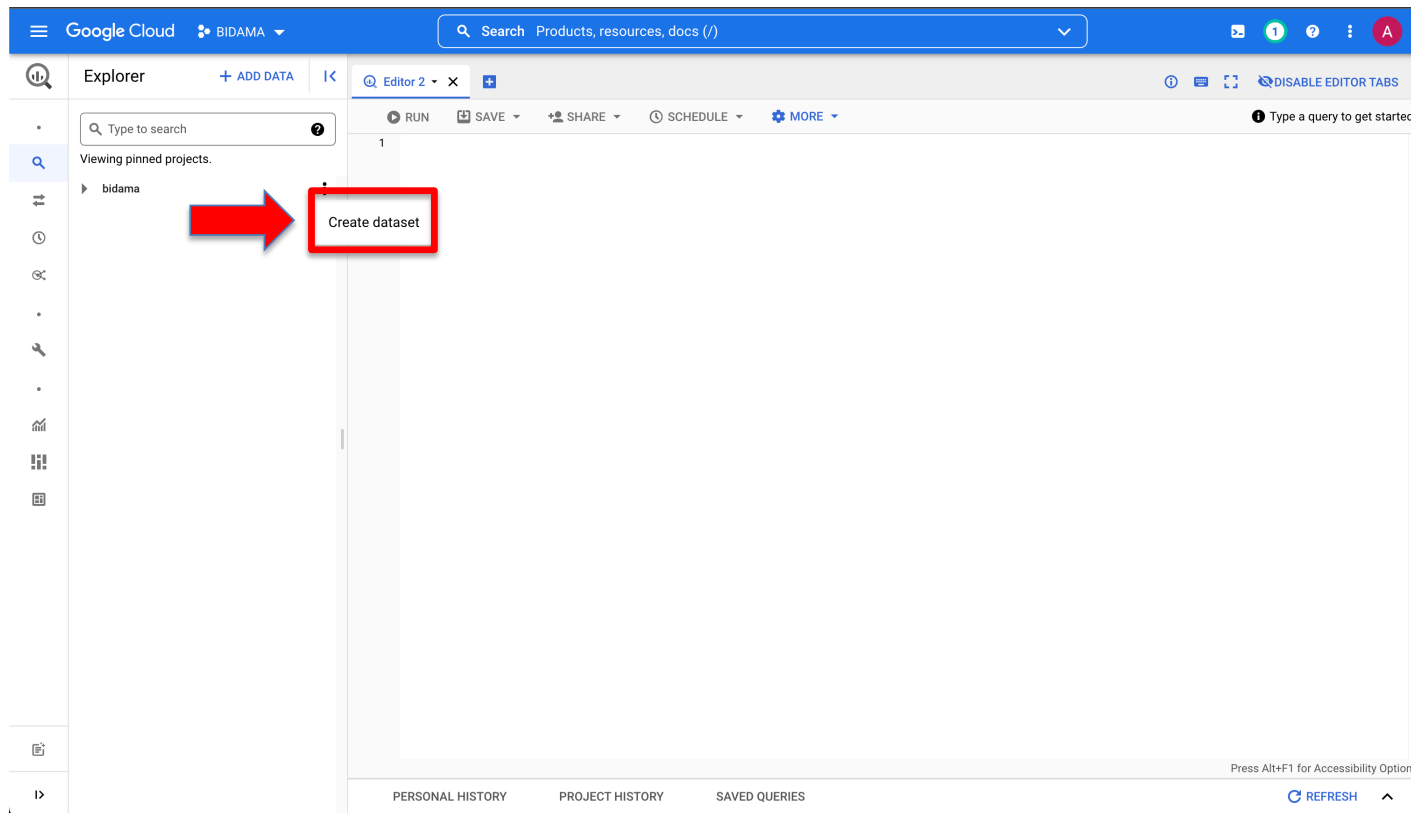 Google Cloud BIDAMA Search Products, resources, docs (/) 1 A
Explorer + ADD DATA Editor 2 DISABLE EDITOR TABS
RUN SAVE SHARE SCHEDULE MORE Type a query to get started
Type to search
1
Viewing pinned projects.
bidama
Create dataset
Press Alt+F1 for Accessibility Option
PERSONAL HISTORY PROJECT HISTORY SAVED QUERIES REFRESH